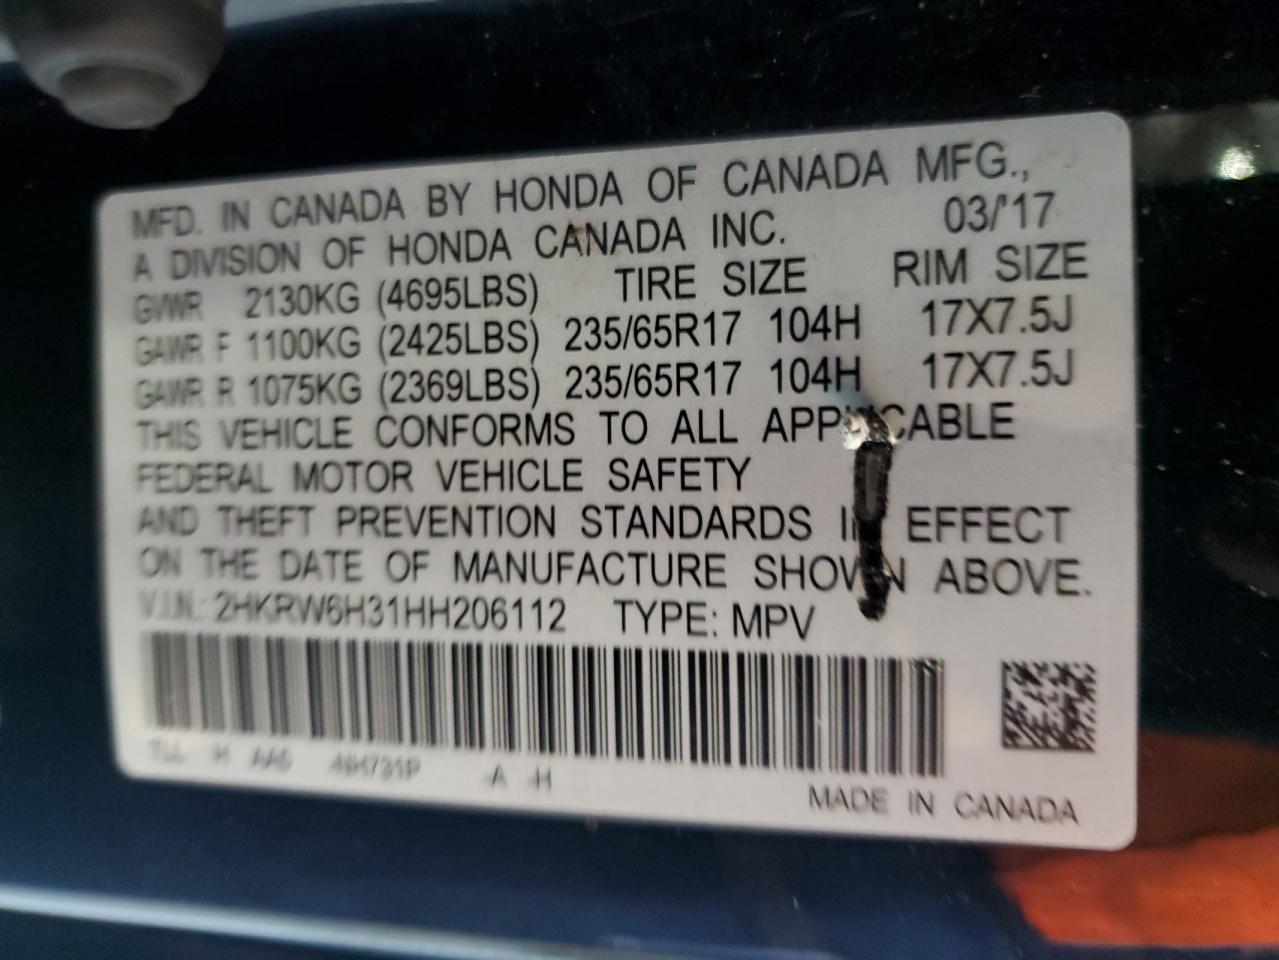 MFD. IN CANADA BY HONDA OF CANADA MFG.,
A DIVISION OF HONDA CANADA INC. 03/'17
GVWR 2130KG (4695LBS) TIRE SIZE RIM SIZE
GAWR F 1100KG (2425LBS) 235/65R17 104H 17X7.5J
GAWR R 1075KG (2369LBS) 235/65R17 104H 17X7.5J
THIS VEHICLE CONFORMS TO ALL APPLICABLE
FEDERAL MOTOR VEHICLE SAFETY
AND THEFT PREVENTION STANDARDS IN EFFECT
ON THE DATE OF MANUFACTURE SHOWN ABOVE.
V.I.N.: 2HKRW6H31HH206112 TYPE: MPV
-A -H
MADE IN CANADA